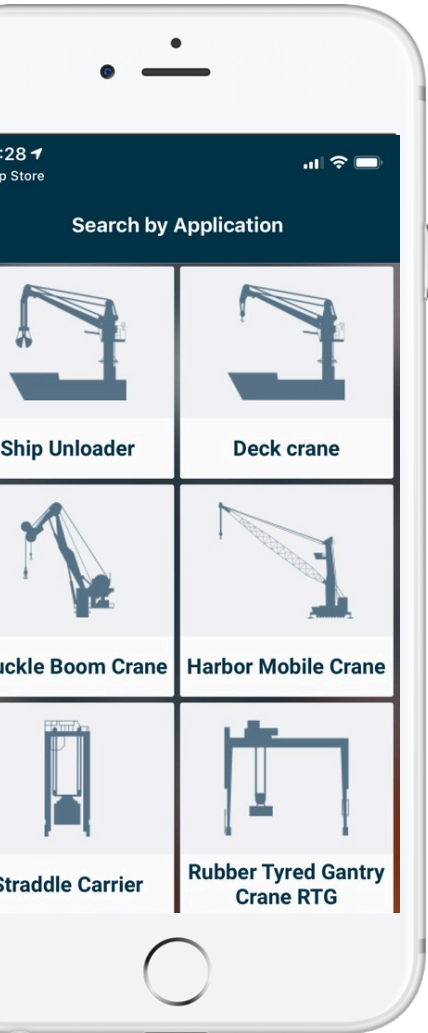 :28
p Store
Search by Application
Ship Unloader
Deck crane
uckle Boom Crane
Harbor Mobile Crane
Straddle Carrier
Rubber Tyred Gantry
Crane RTG